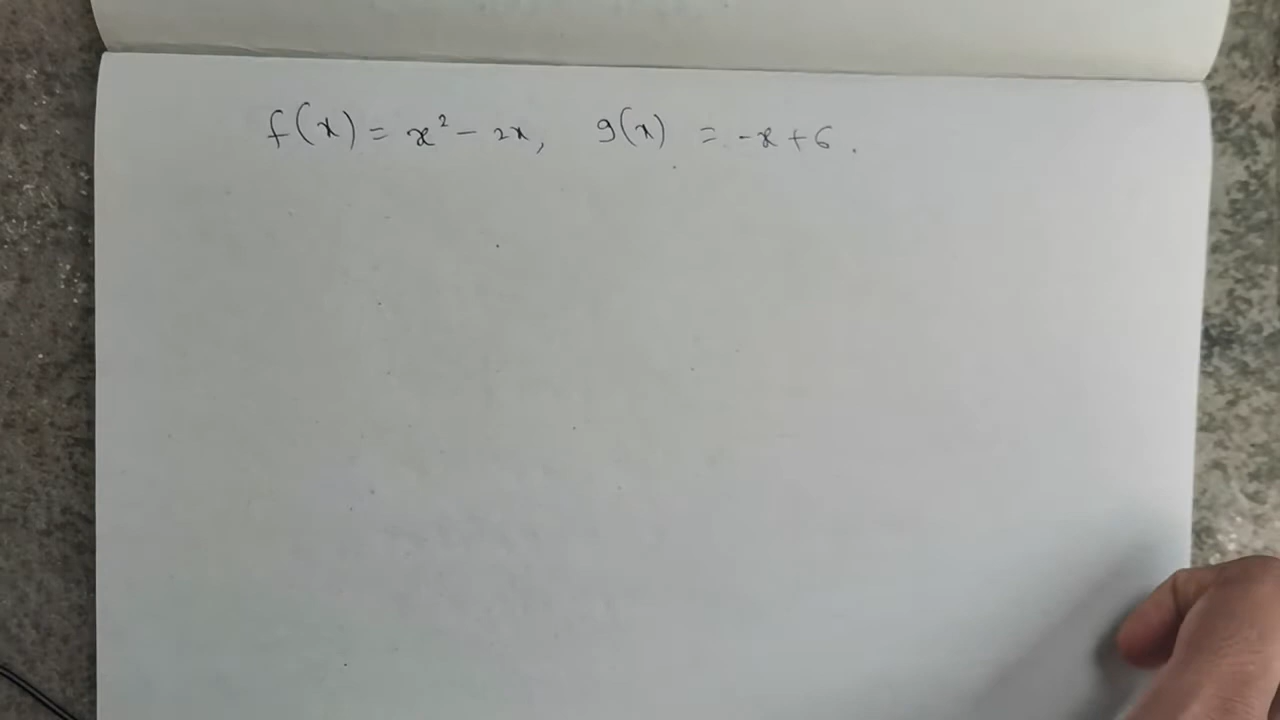 f(x) = x² - 2x, g(x) = -x + 6.